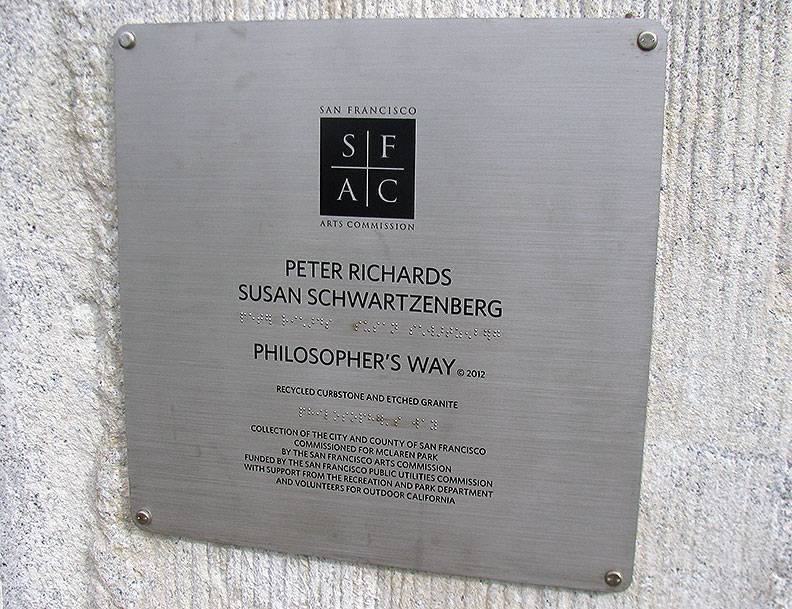 SAN FRANCISCO
S F
A C
ARTS COMMISSION
PETER RICHARDS
SUSAN SCHWARTZENBERG
PHILOSOPHER'S WAY © 2012
RECYCLED CURBSTONE AND ETCHED GRANITE
COLLECTION OF THE CITY AND COUNTY OF SAN FRANCISCO
COMMISSIONED FOR MCLAREN PARK
BY THE SAN FRANCISCO ARTS COMMISSION
FUNDED BY THE SAN FRANCISCO PUBLIC UTILITIES COMMISSION
WITH SUPPORT FROM THE RECREATION AND PARK DEPARTMENT
AND VOLUNTEERS FOR OUTDOOR CALIFORNIA